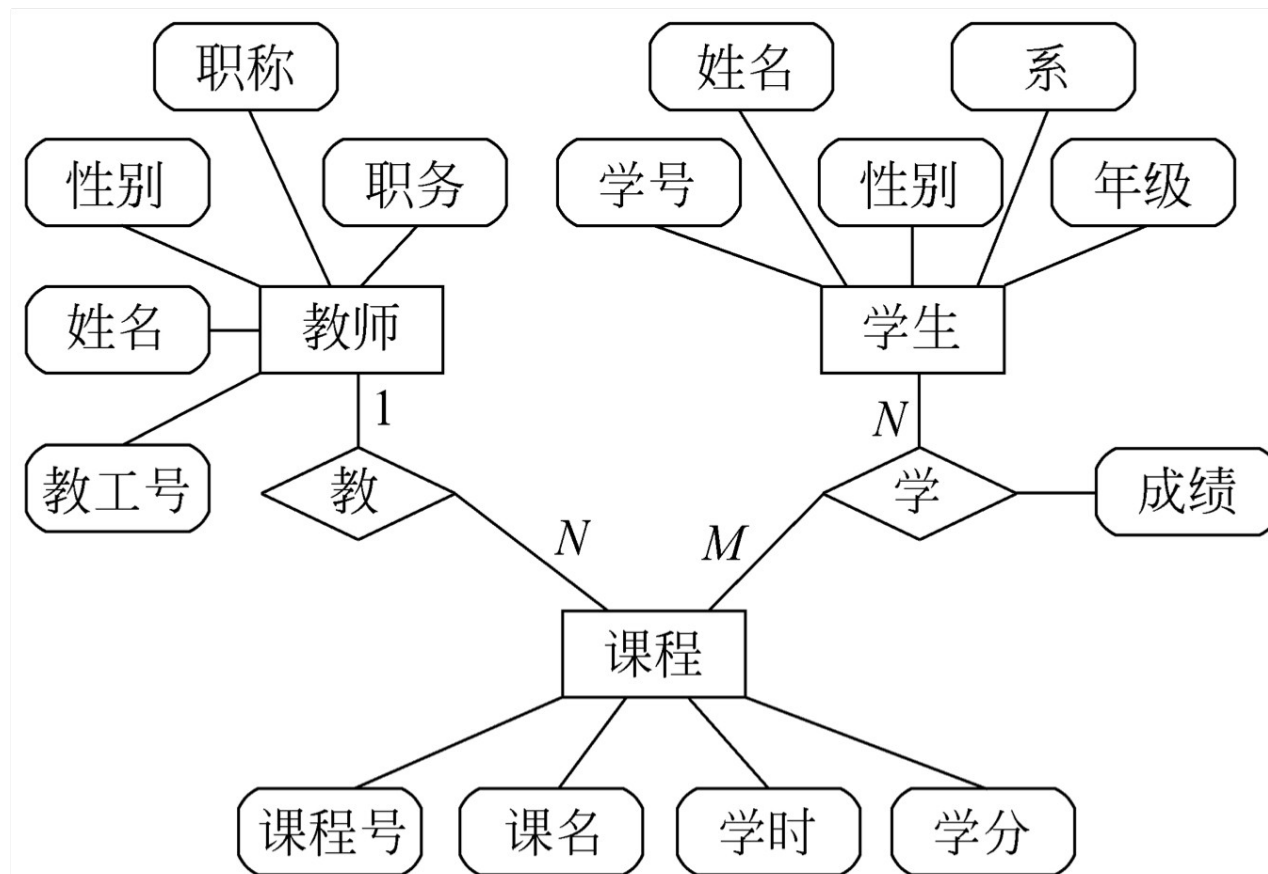 职称
姓名
系
性别
职务
学号
性别
年级
姓名
教师
学生
1
N
教工号
教
学
成绩
N
M
课程
课程号
课名
学时
学分